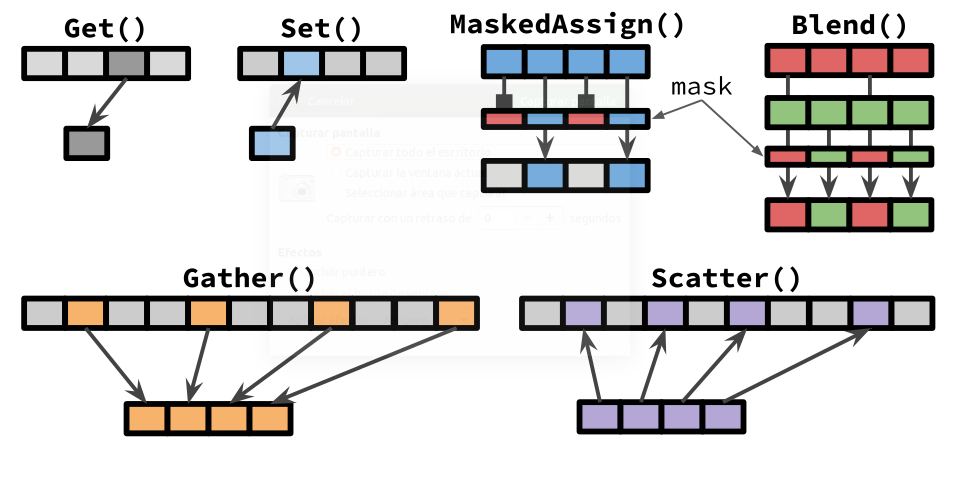 Get()
Set()
MaskedAssign()
Blend()
mask
Cancelar
Capturar pantalla
Capturar todo el escritorio
Capturar la ventana actual
Seleccionar área que capturar
Capturar con un retraso de 0 - + segundos
Efectos
puntero
Gather()
Scatter()